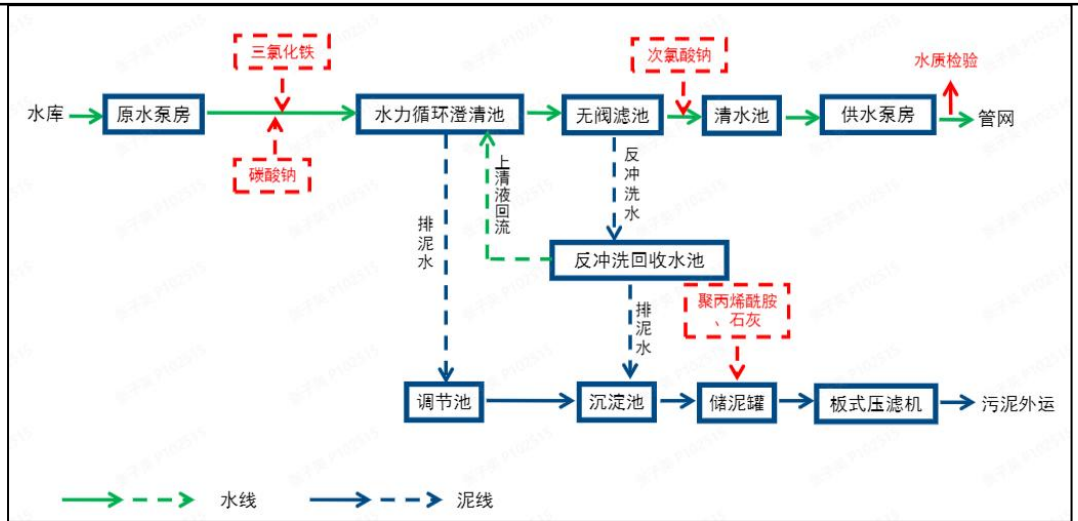 三氯化铁
次氯酸钠
水质检验
水库
原水泵房
水力循环澄清池
无阀滤池
清水池
供水泵房
管网
碳酸钠
上清液回流
反冲洗水
排泥水
反冲洗回收水池
聚丙烯酰胺
、石灰
排泥水
调节池
沉淀池
储泥罐
板式压滤机
污泥外运
水线
泥线